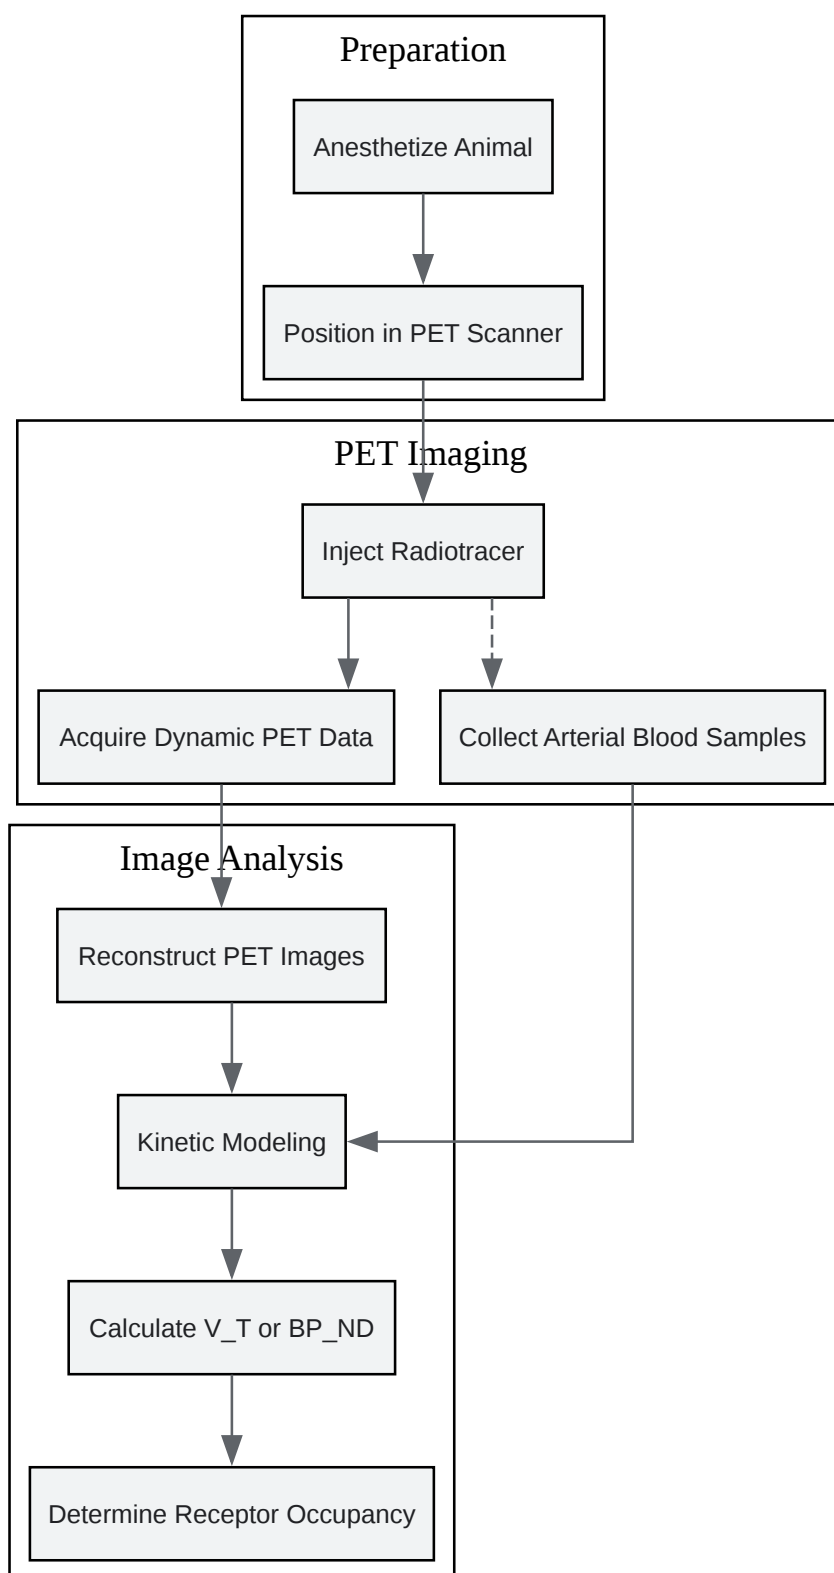 Preparation
Anesthetize Animal
Position in PET Scanner
PET Imaging
Inject Radiotracer
Acquire Dynamic PET Data
Collect Arterial Blood Samples
Image Analysis
Reconstruct PET Images
Kinetic Modeling
Calculate V_T or BP_ND
Determine Receptor Occupancy